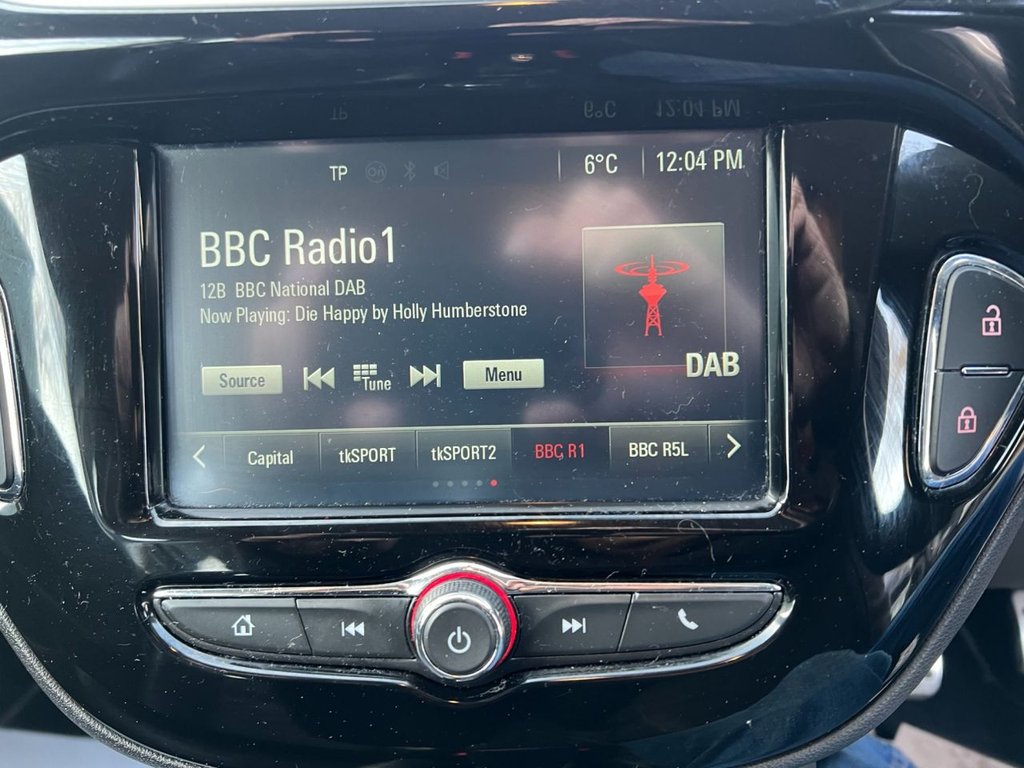 TP 6°C 12:04 PM
BBC Radio1
12B BBC National DAB
Now Playing: Die Happy by Holly Humberstone
DAB
Source Tune Menu
Capital tkSPORT tkSPORT2 BBC R1 BBC R5L